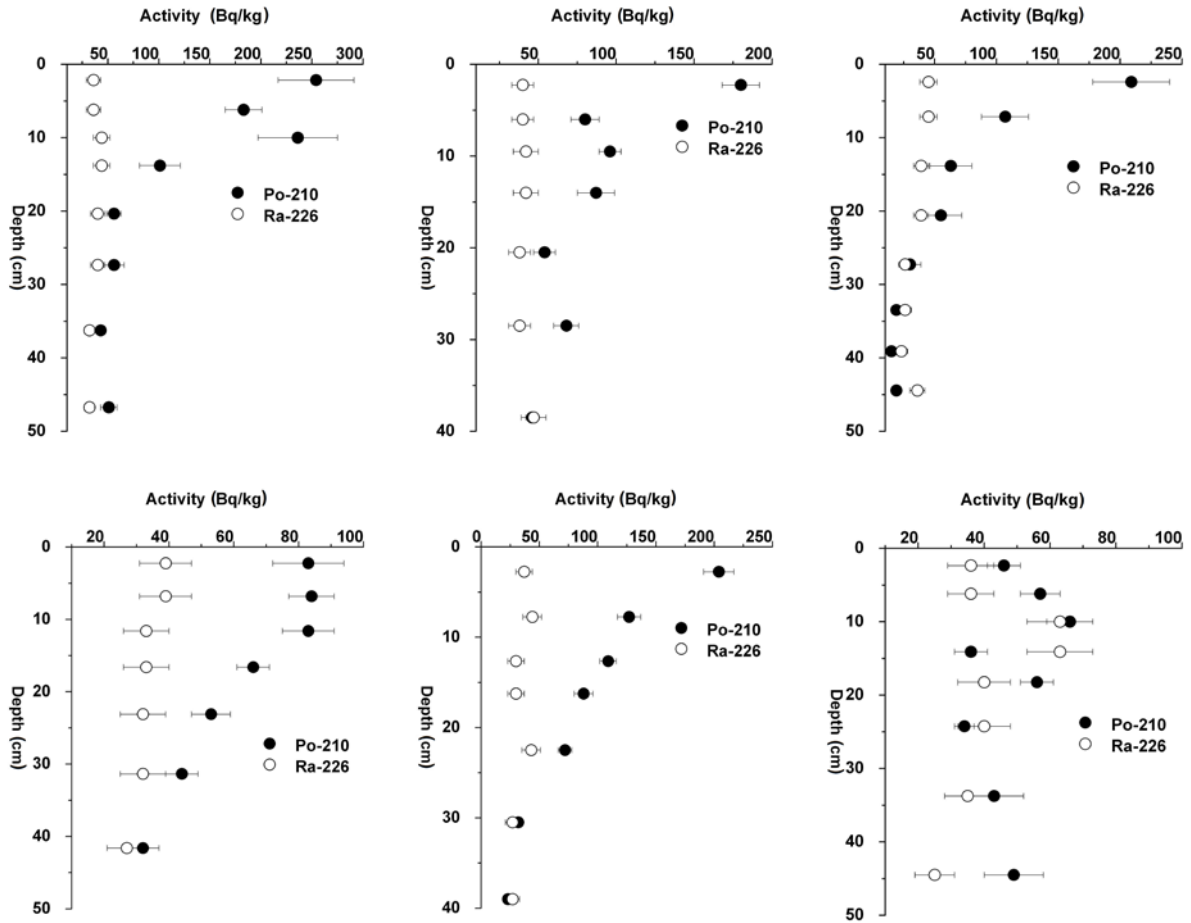 Activity (Bq/kg)
50 100 150 200 250 300
0
10
20
30
40
50
Depth (cm)
Po-210
Ra-226
Activity (Bq/kg)
50 100 150 200
0
10
20
30
40
Depth (cm)
Po-210
Ra-226
Activity (Bq/kg)
50 100 150 200 250
0
10
20
30
40
50
Depth (cm)
Po-210
Ra-226
Activity (Bq/kg)
20 40 60 80 100
0
10
20
30
40
50
Depth (cm)
Po-210
Ra-226
Activity (Bq/kg)
0 50 100 150 200 250
0
10
20
30
40
Depth (cm)
Po-210
Ra-226
Activity (Bq/kg)
20 40 60 80 100
0
10
20
30
40
50
Depth (cm)
Po-210
Ra-226